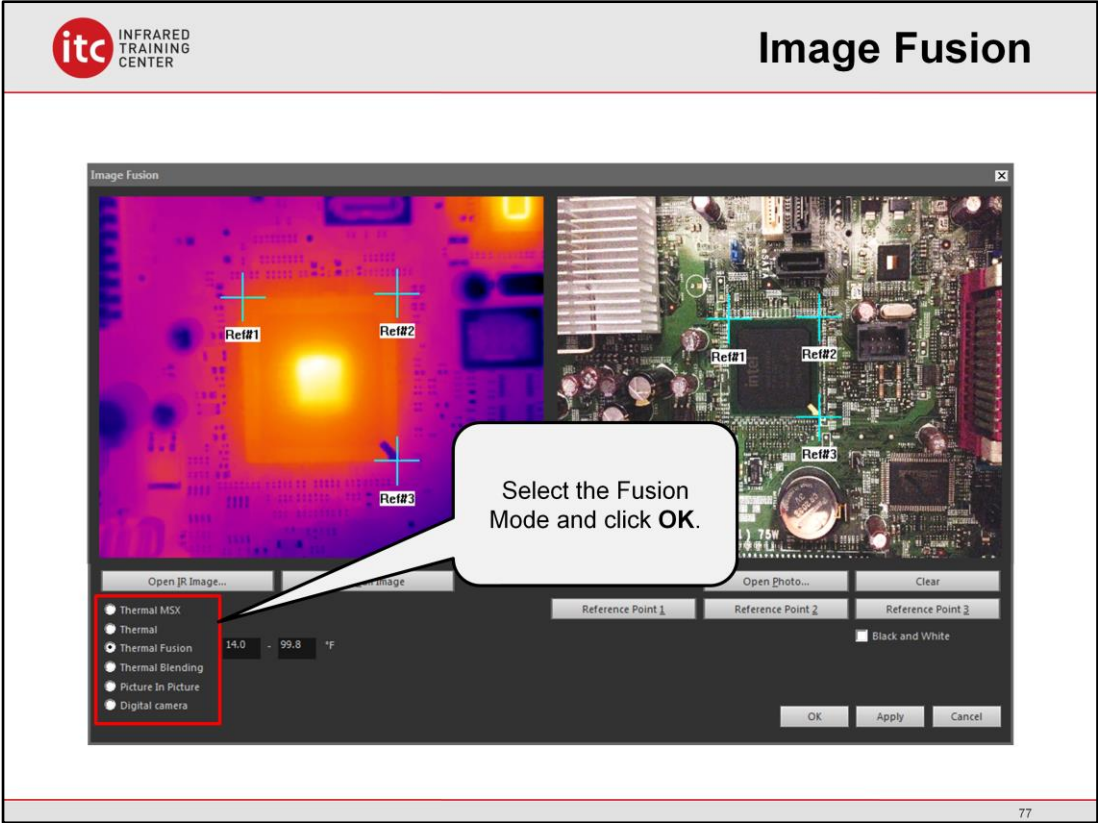 itc INFRARED
TRAINING
CENTER
Image Fusion
Image Fusion
Ref#1
Ref#2
Ref#3
Ref#1
Ref#2
Ref#3
intel
75W
Select the Fusion
Mode and click OK.
Open IR Image...
Image
Open Photo...
Clear
Reference Point 1
Reference Point 2
Reference Point 3
Thermal MSX
Thermal
Thermal Fusion
14.0 - 99.8 °F
Thermal Blending
Picture In Picture
Digital camera
Black and White
OK
Apply
Cancel
77